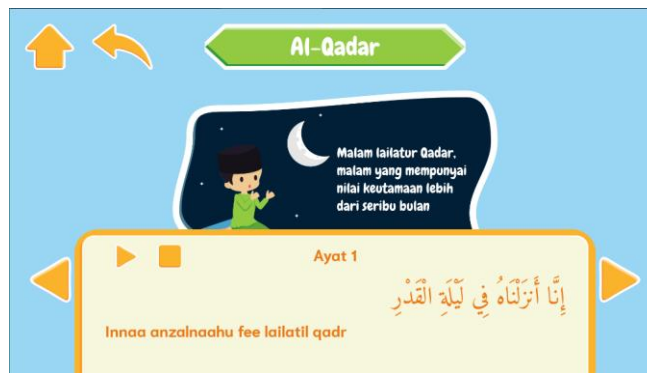 Al-Qadar
Malam lailatur Qadar,
malam yang mempunyai
nilai keutamaan lebih
dari seribu bulan
Ayat 1
إِنَّا أَنزَلْنَاهُ فِي لَيْلَةِ الْقَدْرِ
Innaa anzalnaahu fee lailatil qadr